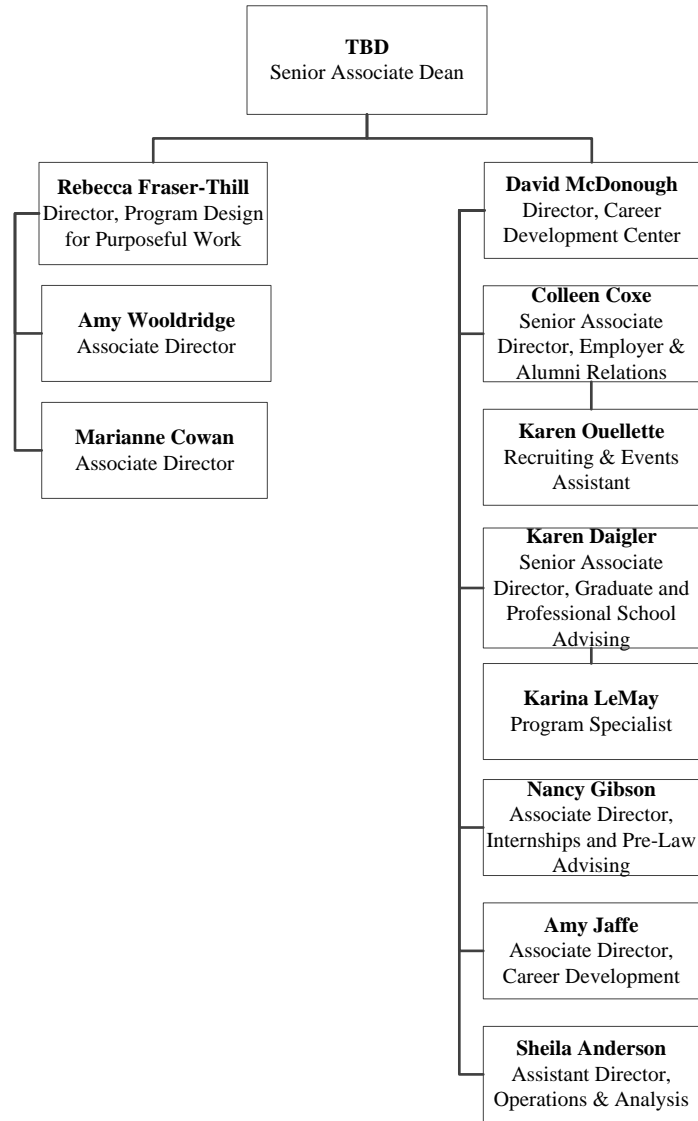 TBD
Senior Associate Dean
Rebecca Fraser-Thill
Director, Program Design
for Purposeful Work
Amy Wooldridge
Associate Director
Marianne Cowan
Associate Director
David McDonough
Director, Career
Development Center
Colleen Coxe
Senior Associate
Director, Employer &
Alumni Relations
Karen Ouellette
Recruiting & Events
Assistant
Karen Daigler
Senior Associate
Director, Graduate and
Professional School
Advising
Karina LeMay
Program Specialist
Nancy Gibson
Associate Director,
Internships and Pre-Law
Advising
Amy Jaffe
Associate Director,
Career Development
Sheila Anderson
Assistant Director,
Operations & Analysis